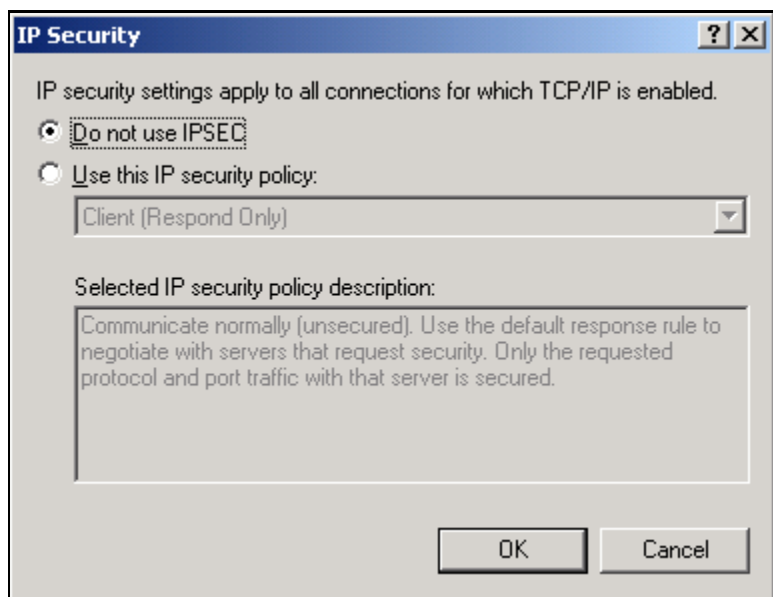 IP Security
IP security settings apply to all connections for which TCP/IP is enabled.
Do not use IPSEC
Use this IP security policy:
Client (Respond Only)
Selected IP security policy description:
Communicate normally (unsecured). Use the default response rule to
negotiate with servers that request security. Only the requested
protocol and port traffic with that server is secured.
OK Cancel